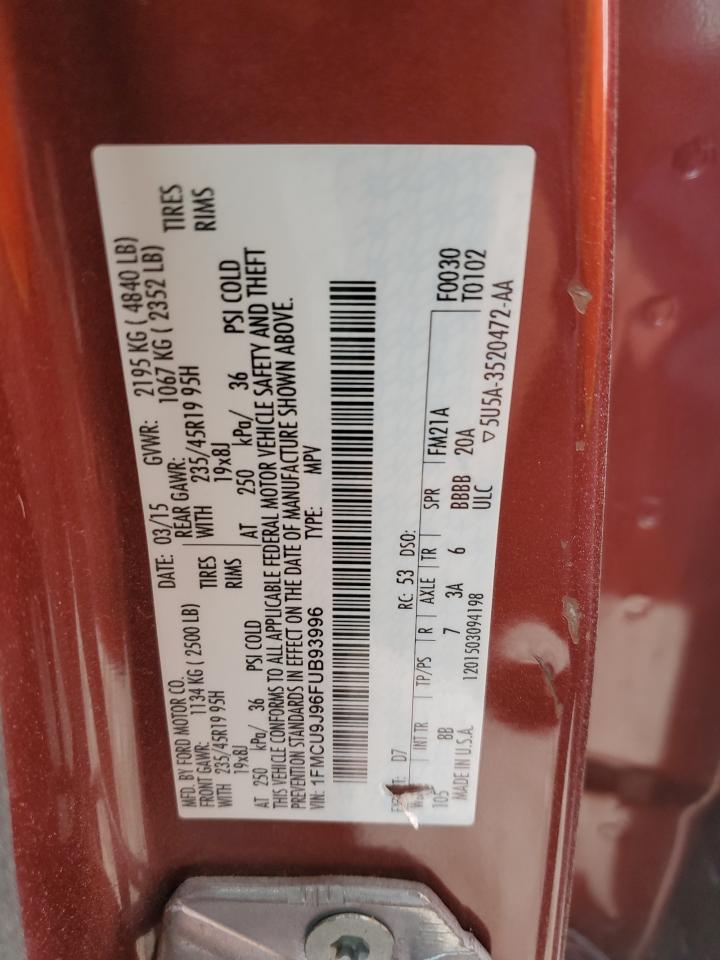 MFD. BY FORD MOTOR CO. DATE: 03/15 GVWR: 2195 KG ( 4840 LB)
FRONT GAWR: 1134 KG ( 2500 LB) REAR GAWR: 1067 KG ( 2352 LB)
WITH 235/45R19 95H TIRES WITH 235/45R19 95H TIRES
19x8J RIMS 19x8J RIMS
AT 250 kPa/ 36 PSI COLD AT 250 kPa/ 36 PSI COLD
THIS VEHICLE CONFORMS TO ALL APPLICABLE FEDERAL MOTOR VEHICLE SAFETY AND THEFT
PREVENTION STANDARDS IN EFFECT ON THE DATE OF MANUFACTURE SHOWN ABOVE.
VIN: 1FMCU9J96FUB93996 TYPE: MPV
D7 RC: 53 DSO: F0030
T0102
INT TR TP/PS R AXLE TR SPR FM21A
105 8B 7 3A 6 BBBB 20A
MADE IN U.S.A. 1201503094198 ULC
▽5U5A-3520472-AA